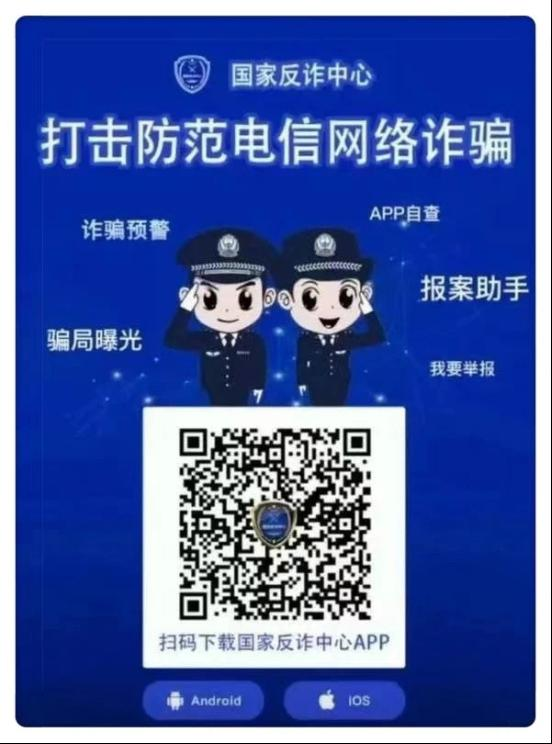 国家反诈中心
打击防范电信网络诈骗
APP自查
诈骗预警
报案助手
骗局曝光
我要举报
扫码下载国家反诈中心APP
Android
iOS